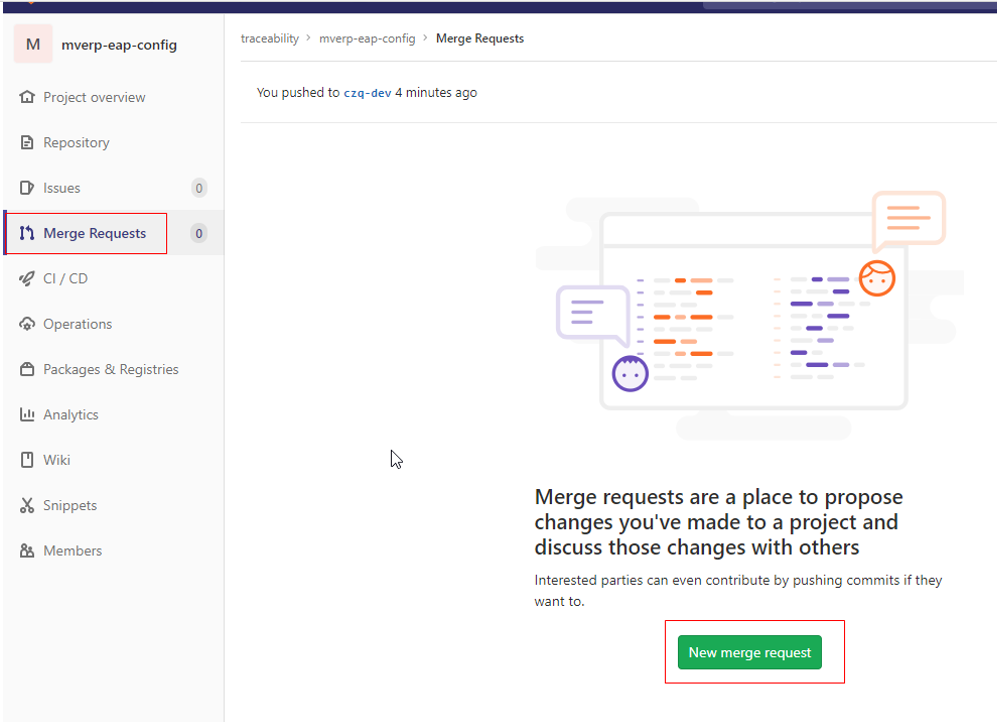 M mverp-eap-config
Project overview
Repository
Issues 0
Merge Requests 0
CI / CD
Operations
Packages & Registries
Analytics
Wiki
Snippets
Members
traceability > mverp-eap-config > Merge Requests
You pushed to czq-dev 4 minutes ago
Merge requests are a place to propose
changes you've made to a project and
discuss those changes with others
Interested parties can even contribute by pushing commits if they
want to.
New merge request